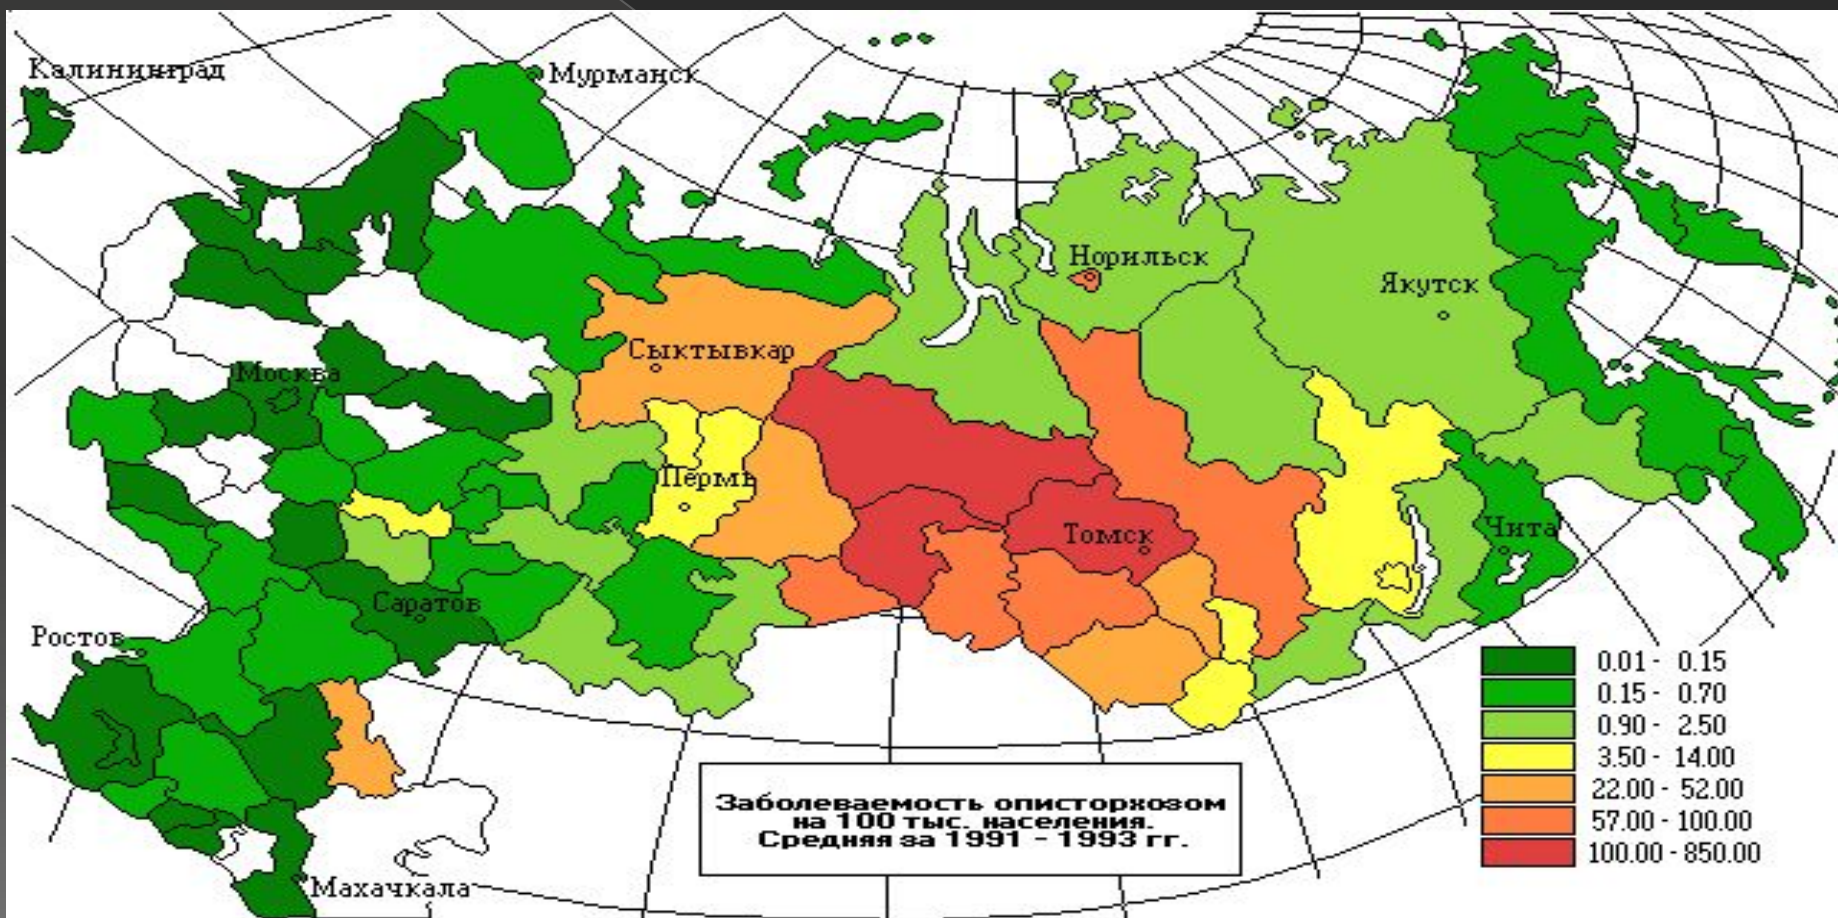 Калининград
Мурманск
Норильск
Якутск
Сыктывкар
Москва
Пермь
Томск
Чита
Саратов
Ростов
Махачкала
0.01 - 0.15
0.15 - 0.70
0.90 - 2.50
3.50 - 14.00
22.00 - 52.00
57.00 - 100.00
100.00 - 850.00
Заболеваемость описторхозом
на 100 тыс. населения.
Средняя за 1991 - 1993 гг.